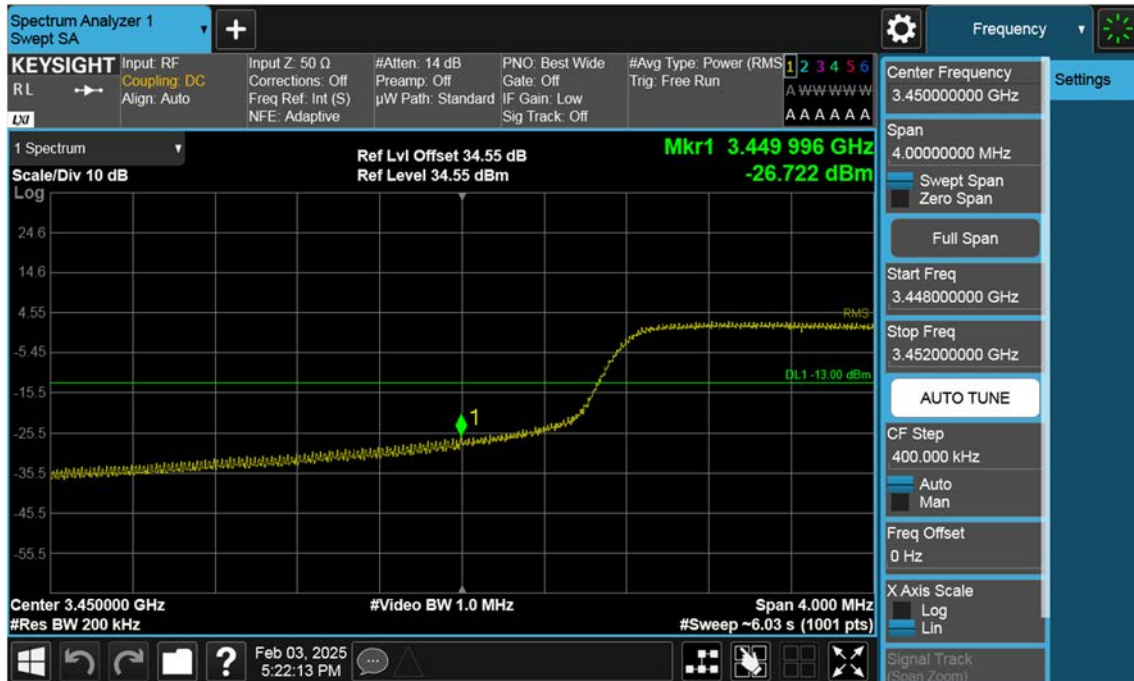 Spectrum Analyzer 1
Swept SA
Frequency
KEYSIGHT
RL
LXI
Input: RF
Coupling: DC
Align: Auto
Input Z: 50 Ω
Corrections: Off
Freq Ref: Int (S)
NFE: Adaptive
#Atten: 14 dB
Preamp: Off
µW Path: Standard
PNO: Best Wide
Gate: Off
IF Gain: Low
Sig Track: Off
#Avg Type: Power (RMS
Trig: Free Run
1 2 3 4 5 6
A W W W W W
A A A A A A
1 Spectrum
Scale/Div 10 dB
Ref Lvl Offset 34.55 dB
Ref Level 34.55 dBm
Mkr1 3.449 996 GHz
-26.722 dBm
Log
24.6
14.6
4.55
-5.45
-15.5
-25.5
-35.5
-45.5
-55.5
RMS
DL1 -13.00 dBm
1
Center 3.450000 GHz
#Res BW 200 kHz
#Video BW 1.0 MHz
Span 4.000 MHz
#Sweep ~6.03 s (1001 pts)
Center Frequency
3.450000000 GHz
Span
4.00000000 MHz
Swept Span
Zero Span
Full Span
Start Freq
3.448000000 GHz
Stop Freq
3.452000000 GHz
AUTO TUNE
CF Step
400.000 kHz
Auto
Man
Freq Offset
0 Hz
X Axis Scale
Log
Lin
Signal Track
(Span Zoom)
Settings
?
Feb 03, 2025
5:22:13 PM